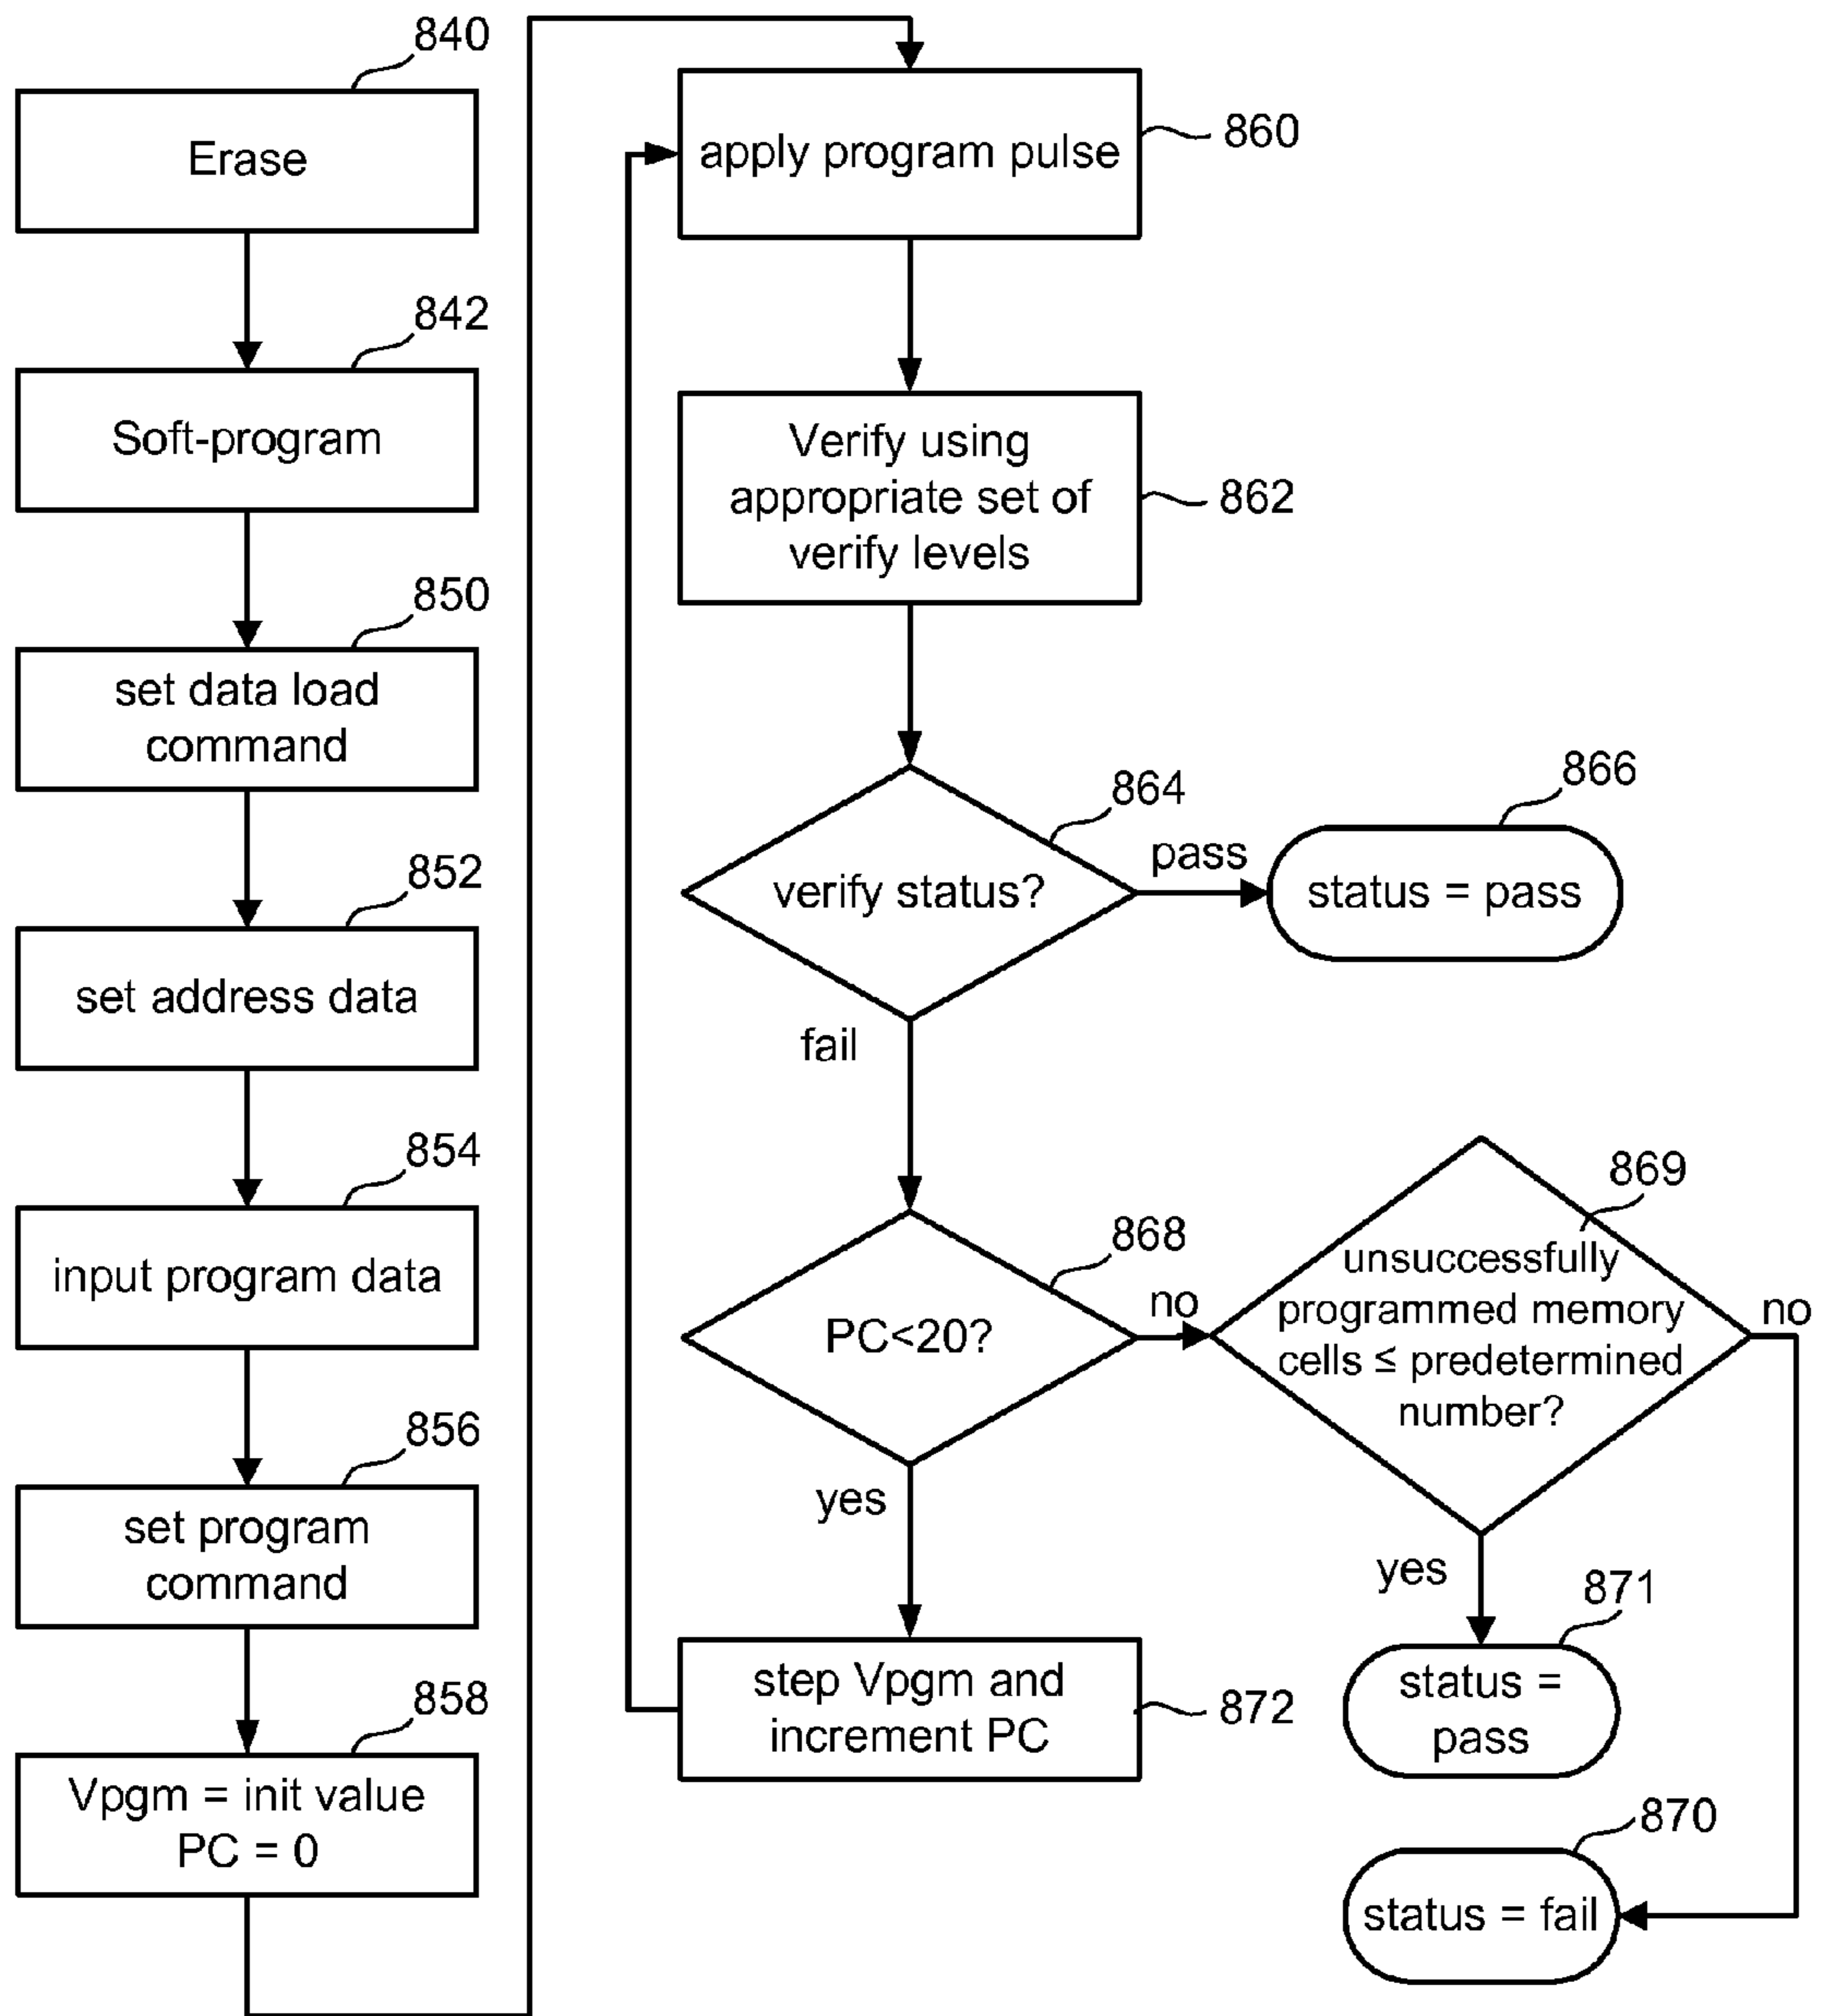 840
Erase
842
Soft-program
850
set data load
command
852
set address data
854
input program data
856
set program
command
858
Vpgm = init value
PC = 0
apply program pulse
860
Verify using
appropriate set of
verify levels
862
864
verify status?
pass
866
status = pass
fail
868
PC<20?
no
869
unsuccessfully
programmed memory
cells ≤ predetermined
number?
no
yes
step Vpgm and
increment PC
872
yes
871
status =
pass
870
status = fail